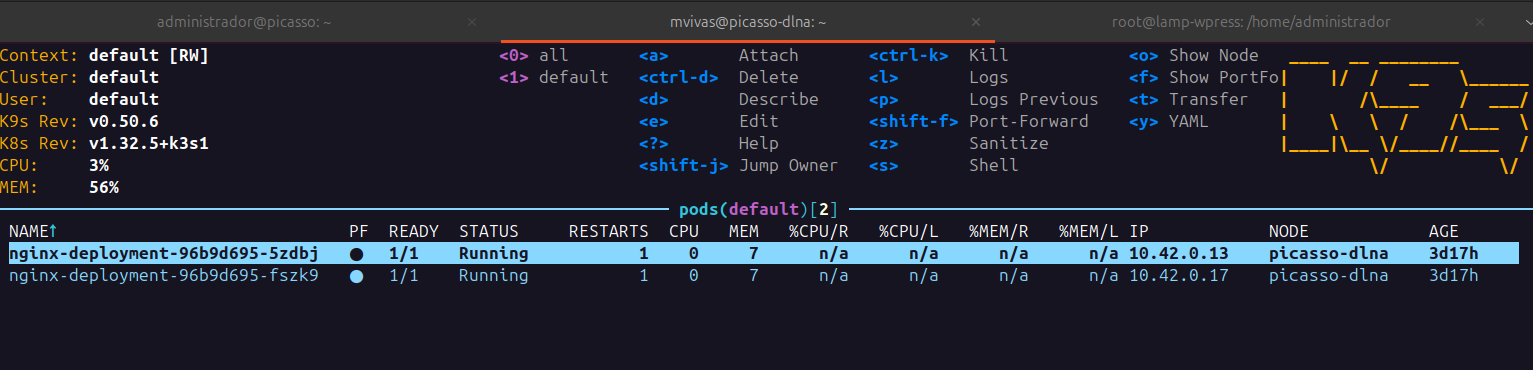 administrador@picasso: ~ × mvivas@picasso-dlna: ~ × root@lamp-wpress: /home/administrador ×
Context: default [RW] <0> all <a> Attach <ctrl-k> Kill <o> Show Node
Cluster: default <1> default <ctrl-d> Delete <l> Logs <f> Show PortFo
User: default <d> Describe <p> Logs Previous <t> Transfer
K9s Rev: v0.50.6 <e> Edit <shift-f> Port-Forward <y> YAML
K8s Rev: v1.32.5+k3s1 <?> Help <z> Sanitize
CPU: 3% <shift-j> Jump Owner <s> Shell
MEM: 56%
pods(default)[2]
NAME↑ PF READY STATUS RESTARTS CPU MEM %CPU/R %CPU/L %MEM/R %MEM/L IP NODE AGE
nginx-deployment-96b9d695-5zdbj ● 1/1 Running 1 0 7 n/a n/a n/a n/a 10.42.0.13 picasso-dlna 3d17h
nginx-deployment-96b9d695-fszk9 ● 1/1 Running 1 0 7 n/a n/a n/a n/a 10.42.0.17 picasso-dlna 3d17h